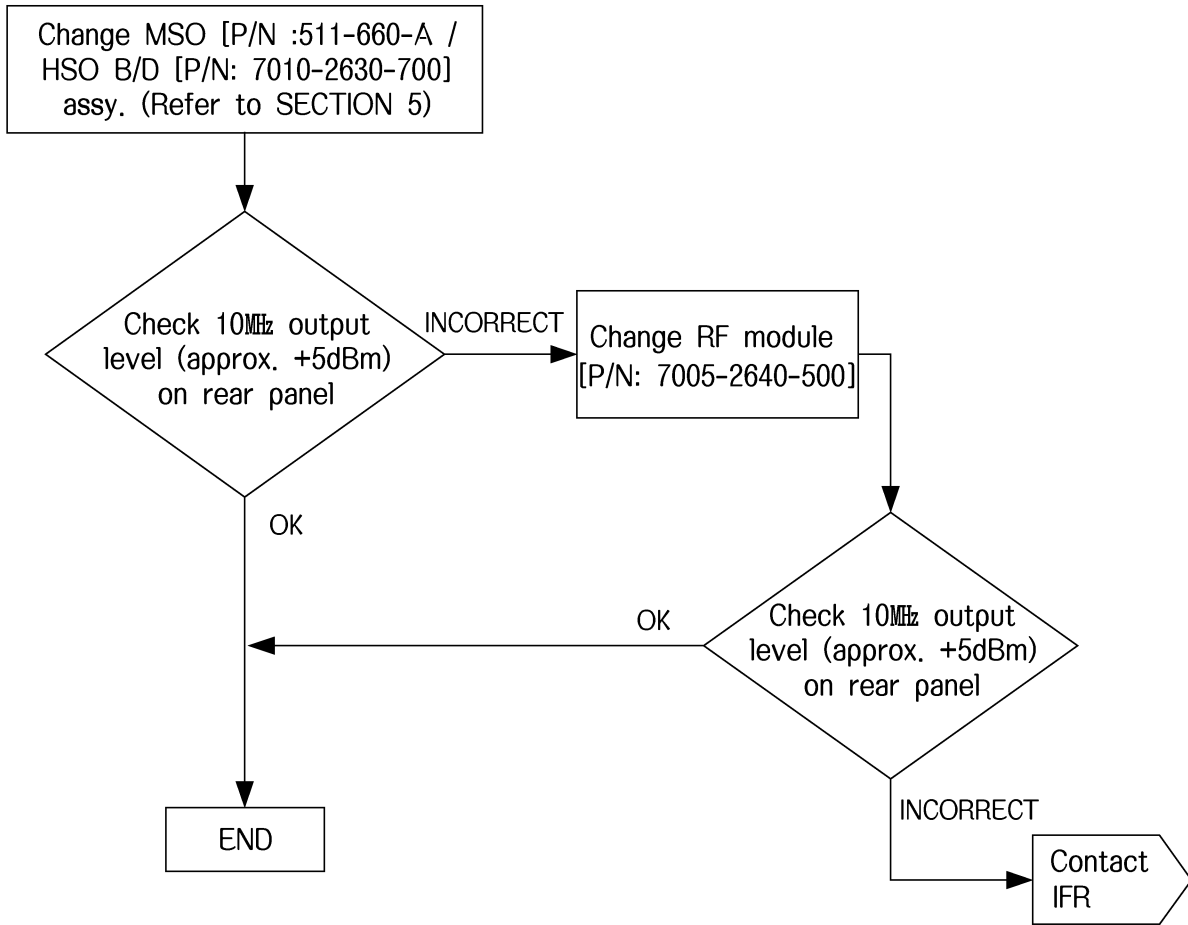 Change MSO [P/N :511-660-A /
HSO B/D [P/N: 7010-2630-700]
assy. (Refer to SECTION 5)
Check 10㎒ output
level (approx. +5dBm)
on rear panel
INCORRECT
Change RF module
[P/N: 7005-2640-500]
OK
OK
Check 10㎒ output
level (approx. +5dBm)
on rear panel
END
INCORRECT
Contact
IFR